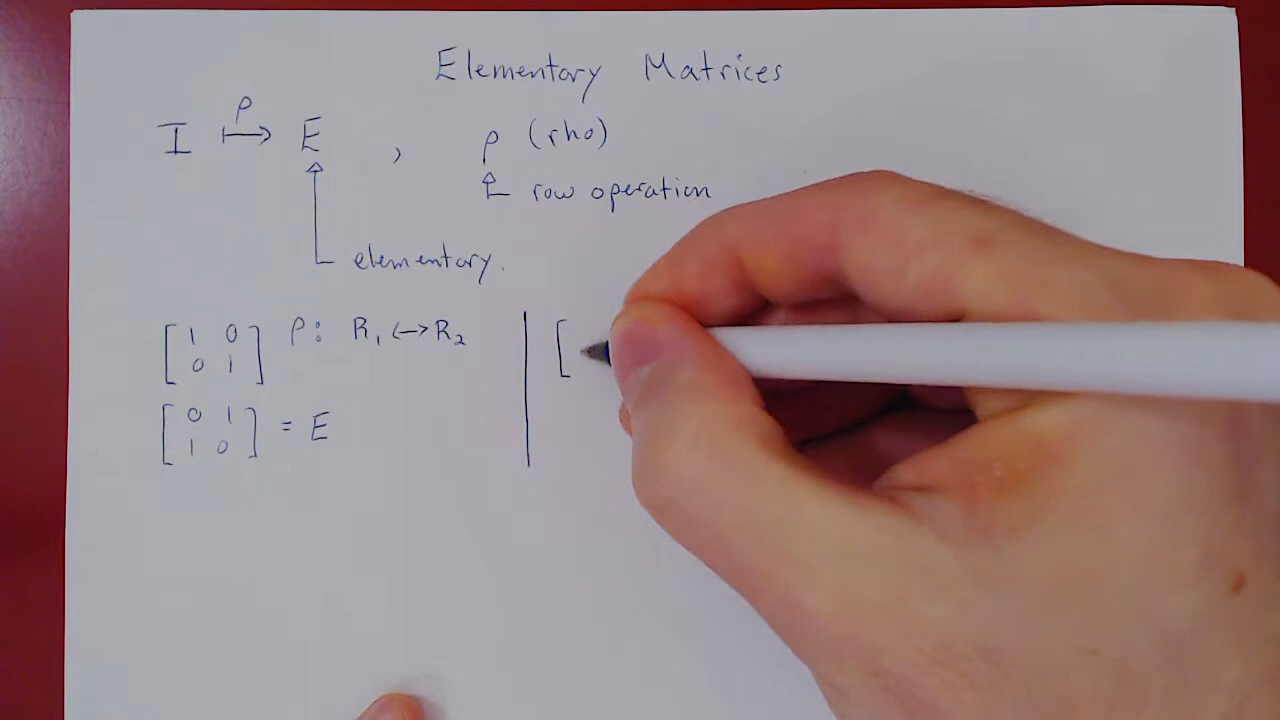 Elementary Matrices
I ρ↦ E , ρ (rho)
row operation
elementary.
[1 0
0 1] ρ: R₁ ↔ R₂
[0 1
1 0] = E
[